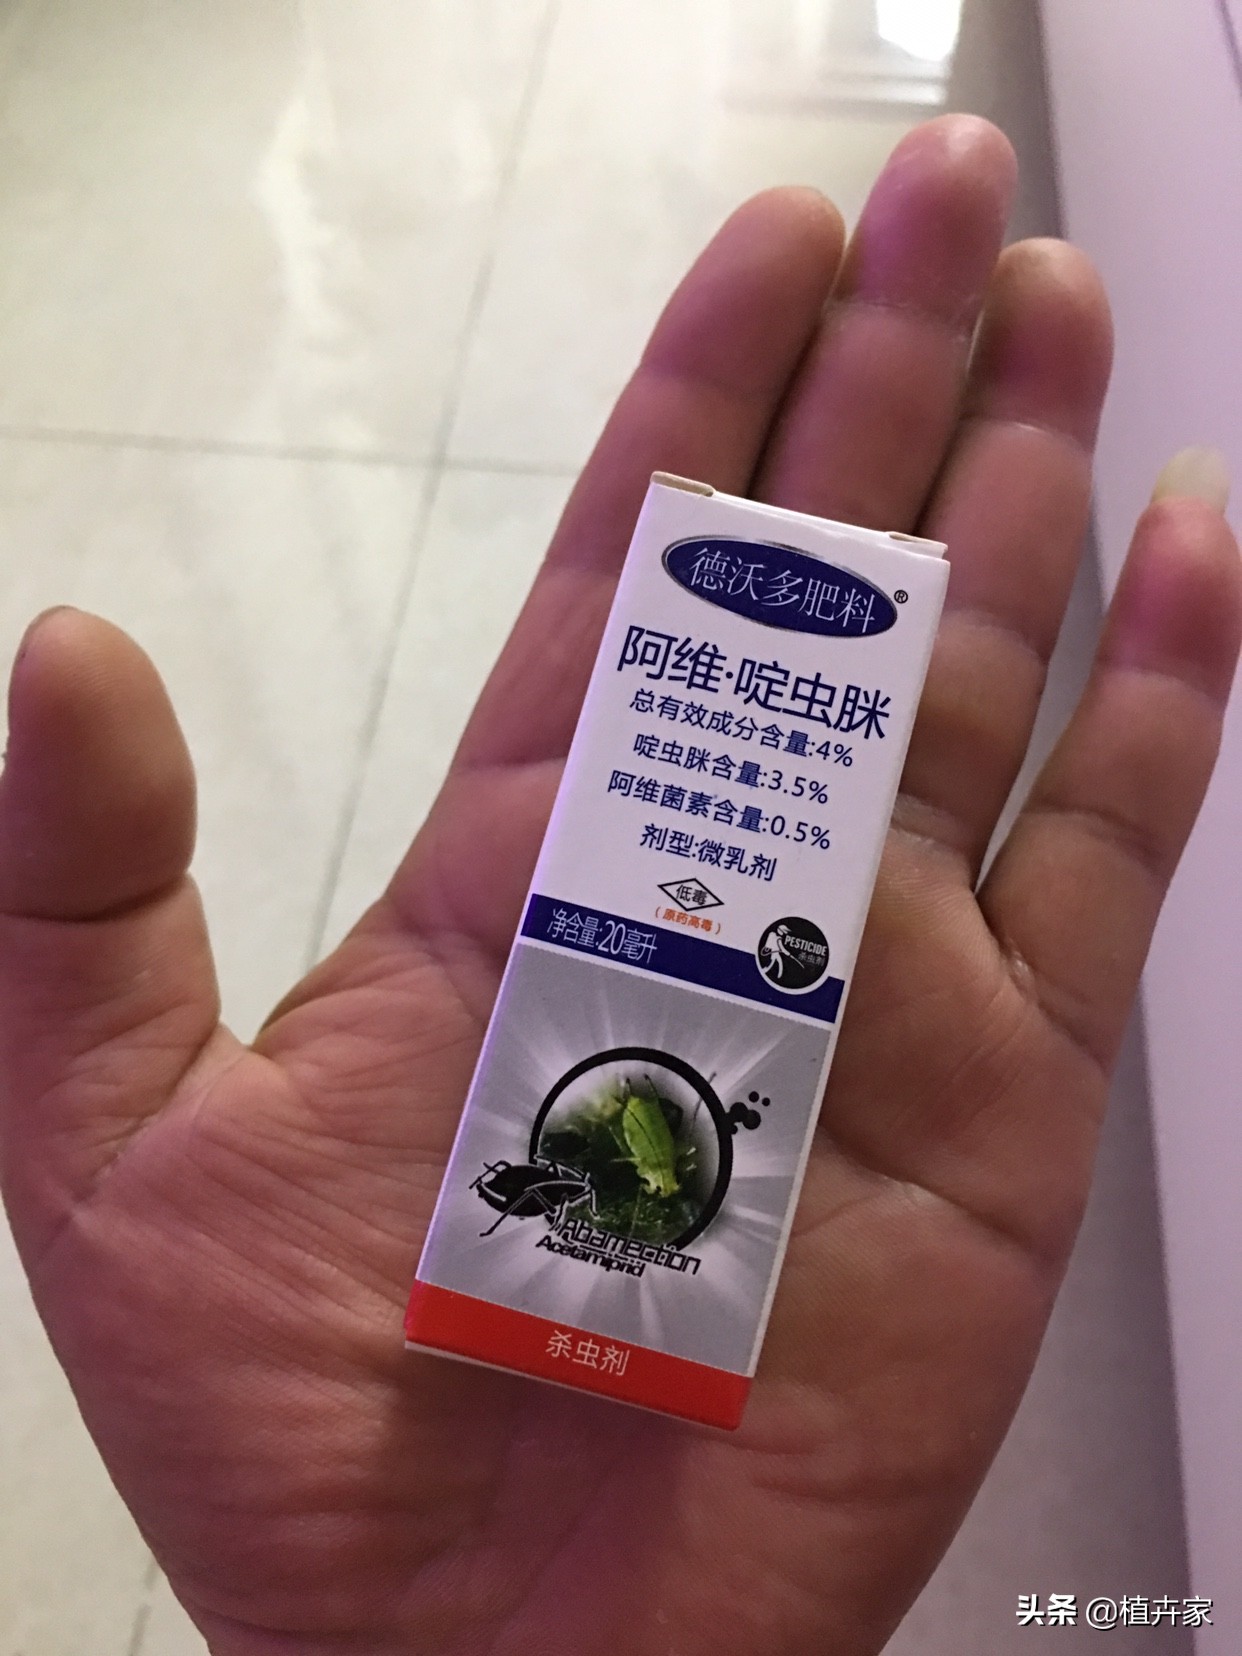 德沃多肥料®
阿维·啶虫脒
总有效成分含量:4%
啶虫脒含量:3.5%
阿维菌素含量:0.5%
剂型:微乳剂
低毒
(原药高毒)
净含量:20毫升
PESTICIDE
杀虫剂
Abamection
Acetamiprid
杀虫剂
头条 @植卉家